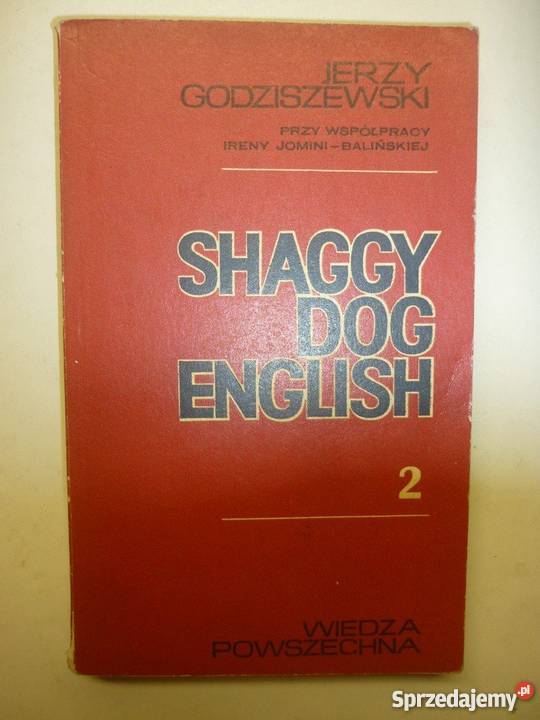 JERZY
GODZISZEWSKI
PRZY WSPÓŁPRACY
IRENY JOMINI-BALIŃSKIEJ
SHAGGY
DOG
ENGLISH
2
WIEDZA
POWSZECHNA
Sprzedajemy.pl